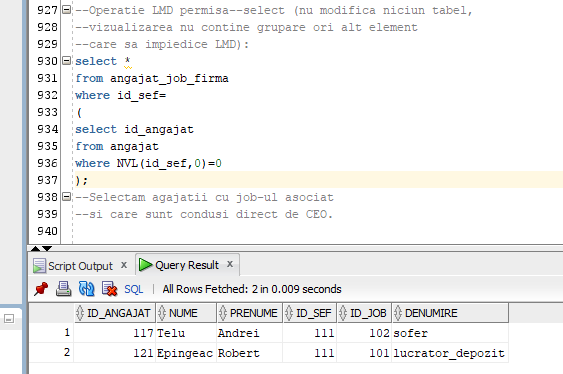 927 --Operatie LMD permisa--select (nu modifica niciun tabel,
928 --vizualizarea nu contine grupare ori alt element
929 --care sa impiedice LMD):
930 select *
931 from angajat_job_firma
932 where id_sef=
933 (
934 select id_angajat
935 from angajat
936 where NVL(id_sef,0)=0
937 );
938 --Selectam agajatii cu job-ul asociat
939 --si care sunt condusi direct de CEO.
940
Script Output x Query Result x
SQL | All Rows Fetched: 2 in 0.009 seconds
ID_ANGAJAT NUME PRENUME ID_SEF ID_JOB DENUMIRE
1 117 Telu Andrei 111 102 sofer
2 121 Epingeac Robert 111 101 lucrator_depozit